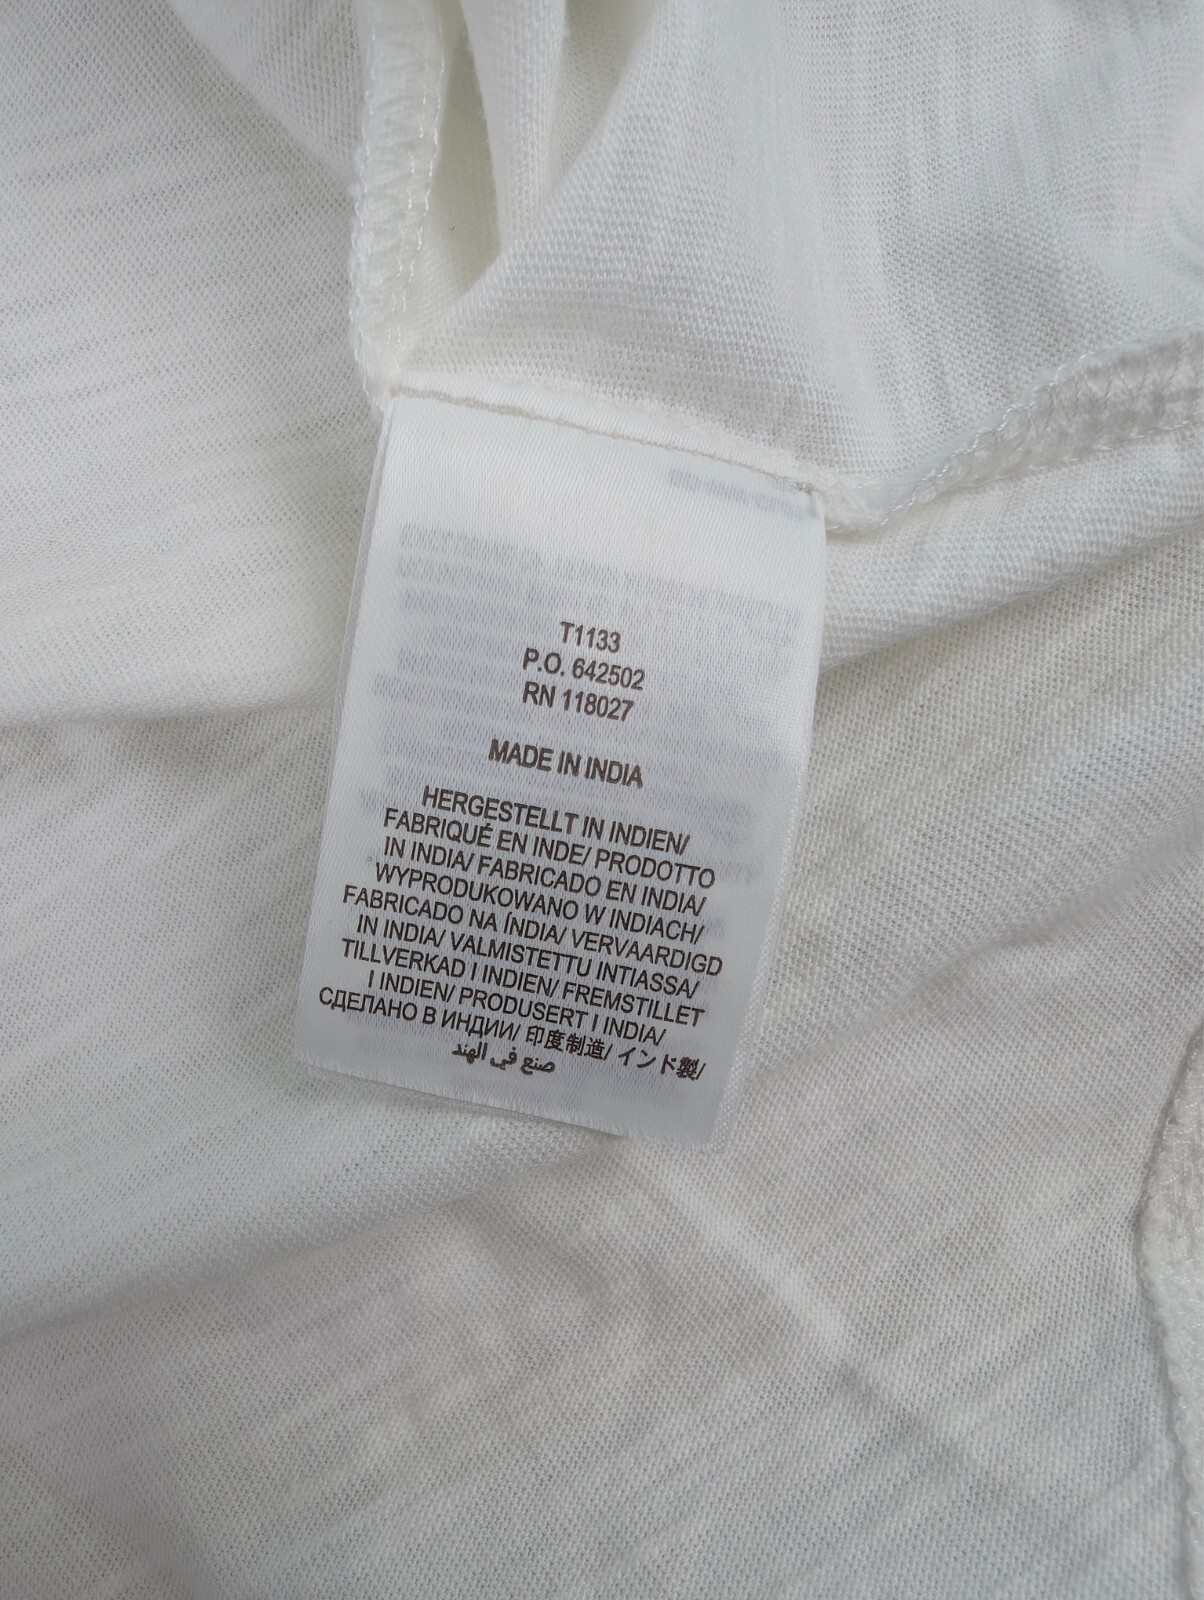 T1133
P.O. 642502
RN 118027
MADE IN INDIA
HERGESTELLT IN INDIEN/
FABRIQUÉ EN INDE/ PRODOTTO
IN INDIA/ FABRICADO EN INDIA/
WYPRODUKOWANO W INDIACH/
FABRICADO NA ÍNDIA/ VERVAARDIGD
IN INDIA/ VALMISTETTU INTIASSA/
TILLVERKAD I INDIEN/ FREMSTILLET
I INDIEN/ PRODUSERT I INDIA/
СДЕЛАНО В ИНДИИ/ 印度制造/ インド製/
صنع في الهند